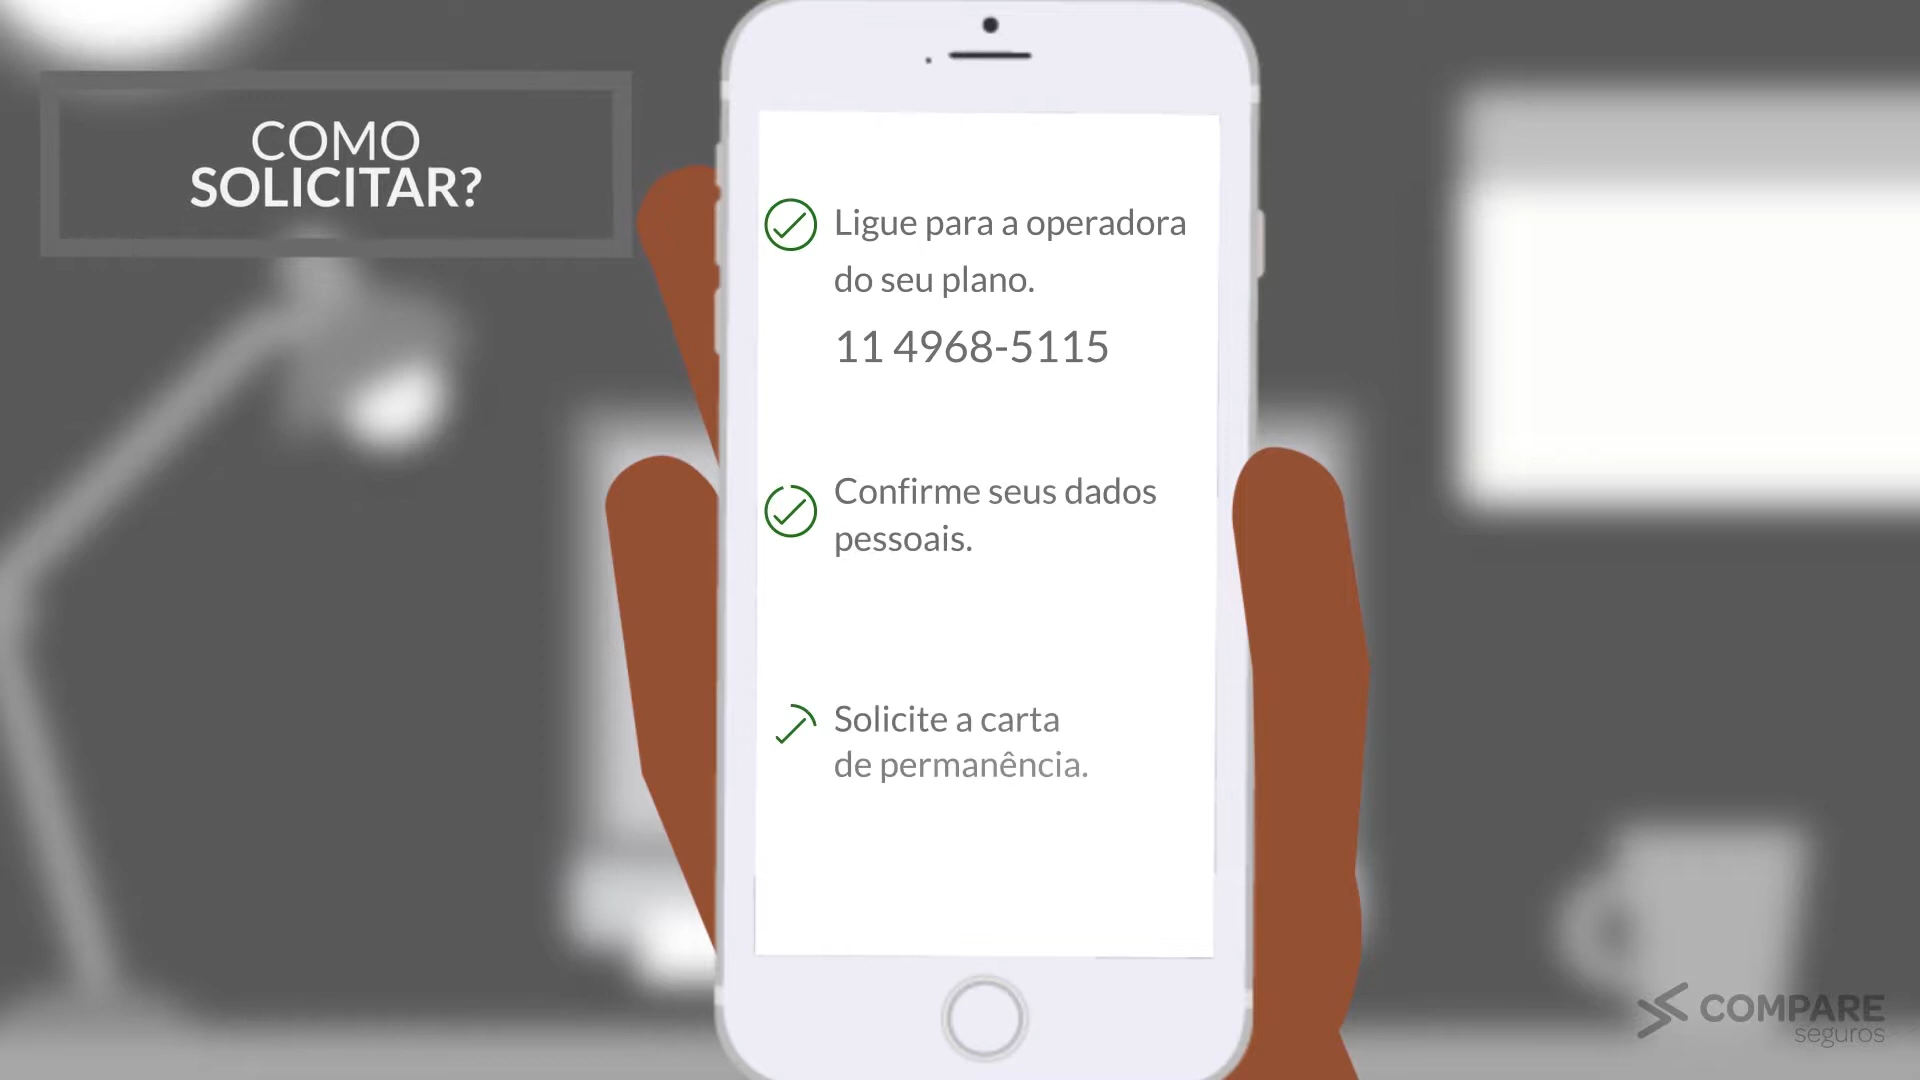 COMO
SOLICITAR?
Ligue para a operadora
do seu plano.
11 4968-5115
Confirme seus dados
pessoais.
Solicite a carta
de permanência.
COMPARE
seguros